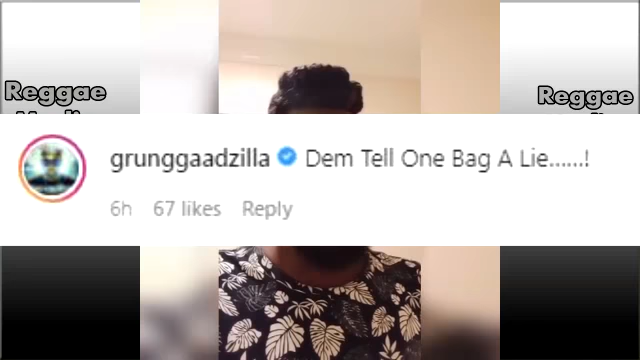 Reggae
Reggae
grunggaadzilla Dem Tell One Bag A Lie......!
6h 67 likes Reply